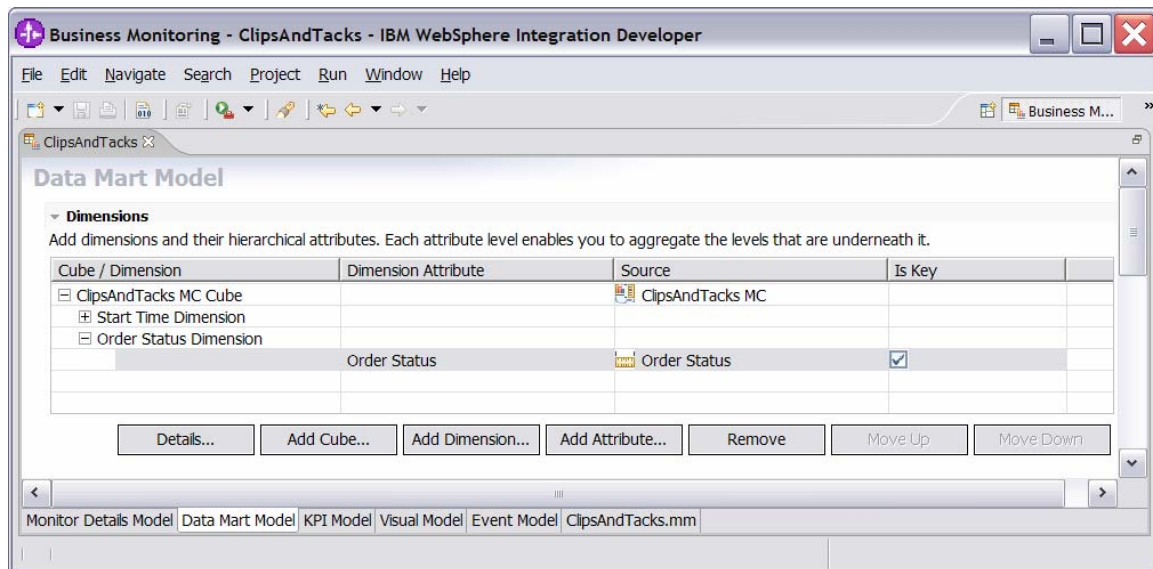 Business Monitoring - ClipsAndTacks - IBM WebSphere Integration Developer
File Edit Navigate Search Project Run Window Help
Business M... »
ClipsAndTacks
Data Mart Model
Dimensions
Add dimensions and their hierarchical attributes. Each attribute level enables you to aggregate the levels that are underneath it.
Cube / Dimension Dimension Attribute Source Is Key
ClipsAndTacks MC Cube ClipsAndTacks MC
Start Time Dimension
Order Status Dimension
Order Status Order Status
Details... Add Cube... Add Dimension... Add Attribute... Remove Move Up Move Down
Monitor Details Model Data Mart Model KPI Model Visual Model Event Model ClipsAndTacks.mm